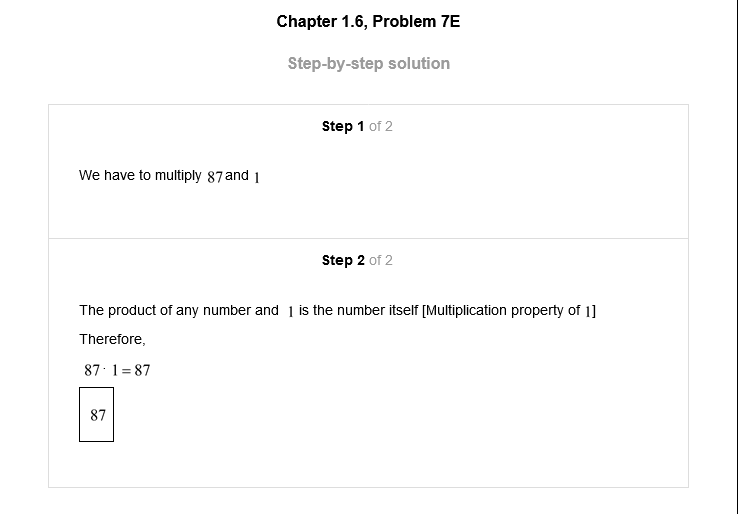 Chapter 1.6, Problem 7E
Step-by-step solution
Step 1 of 2
We have to multiply 87 and 1
Step 2 of 2
The product of any number and 1 is the number itself [Multiplication property of 1]
Therefore,
87 · 1 = 87
87